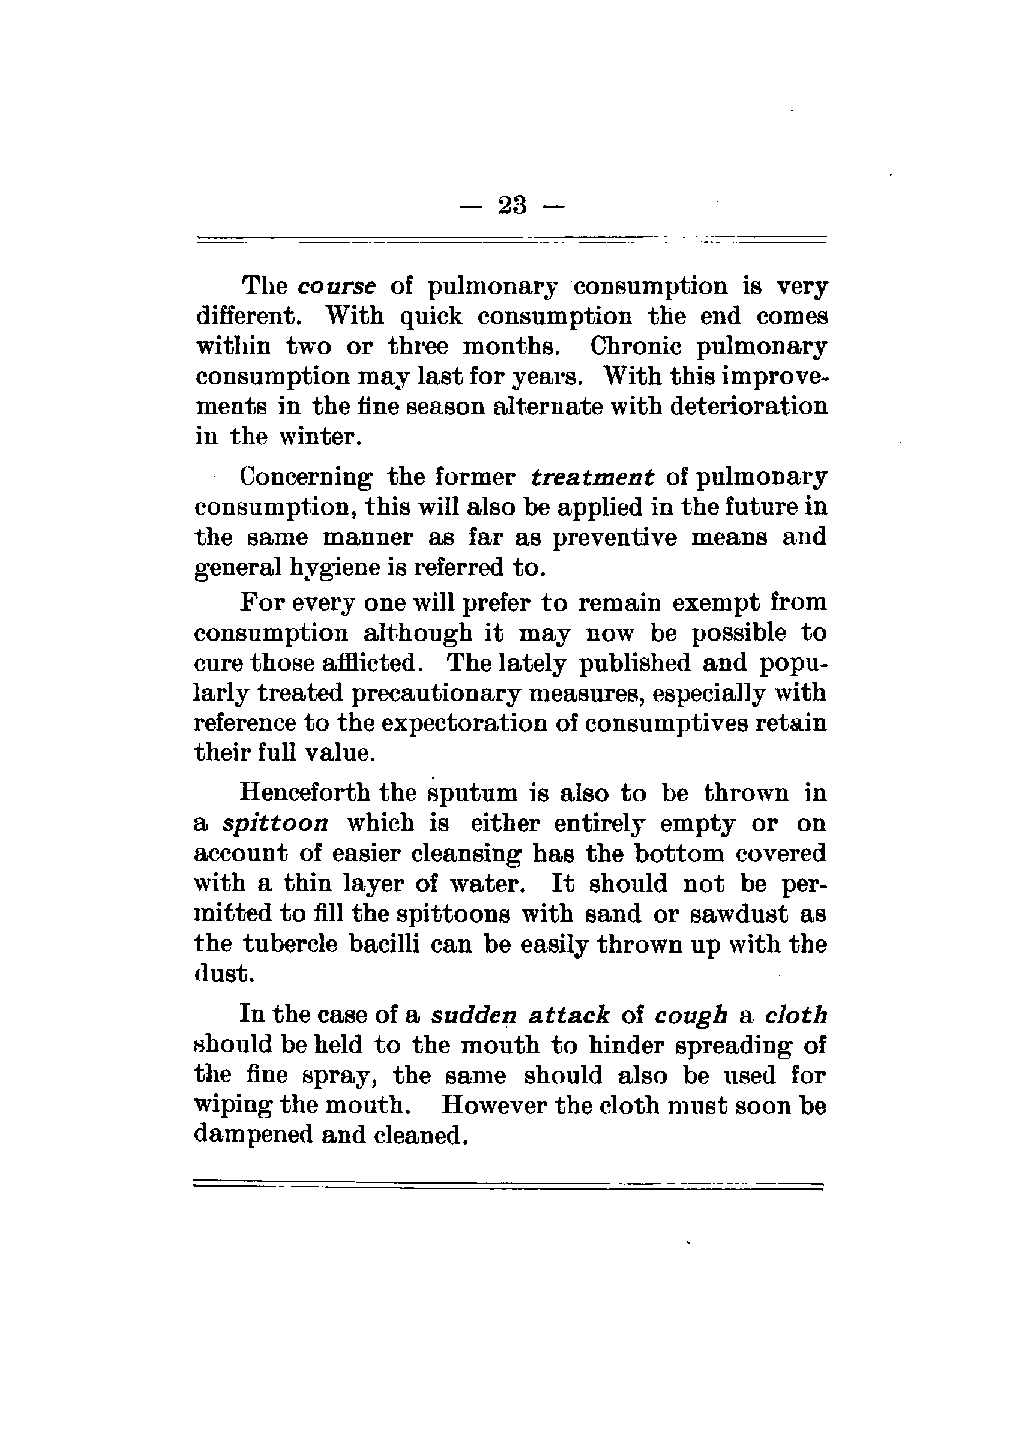 — 23 —
The course of pulmonary consumption is very
different. With quick consumption the end comes
within two or three months. Chronic pulmonary
consumption may last for years. With this improve-
ments in the fine season alternate with deterioration
in the winter.
Concerning the former treatment of pulmonary
consumption, this will also be applied in the future in
the same manner as far as preventive means and
general hygiene is referred to.
For every one will prefer to remain exempt from
consumption although it may now be possible to
cure those afflicted. The lately published and popu-
larly treated precautionary measures, especially with
reference to the expectoration of consumptives retain
their full value.
Henceforth the sputum is also to be thrown in
a spittoon which is either entirely empty or on
account of easier cleansing has the bottom covered
with a thin layer of water. It should not be per-
mitted to fill the spittoons with sand or sawdust as
the tubercle bacilli can be easily thrown up with the
dust.
In the case of a sudden attack of cough a cloth
should be held to the mouth to hinder spreading of
the fine spray, the same should also be used for
wiping the mouth. However the cloth must soon be
dampened and cleaned.